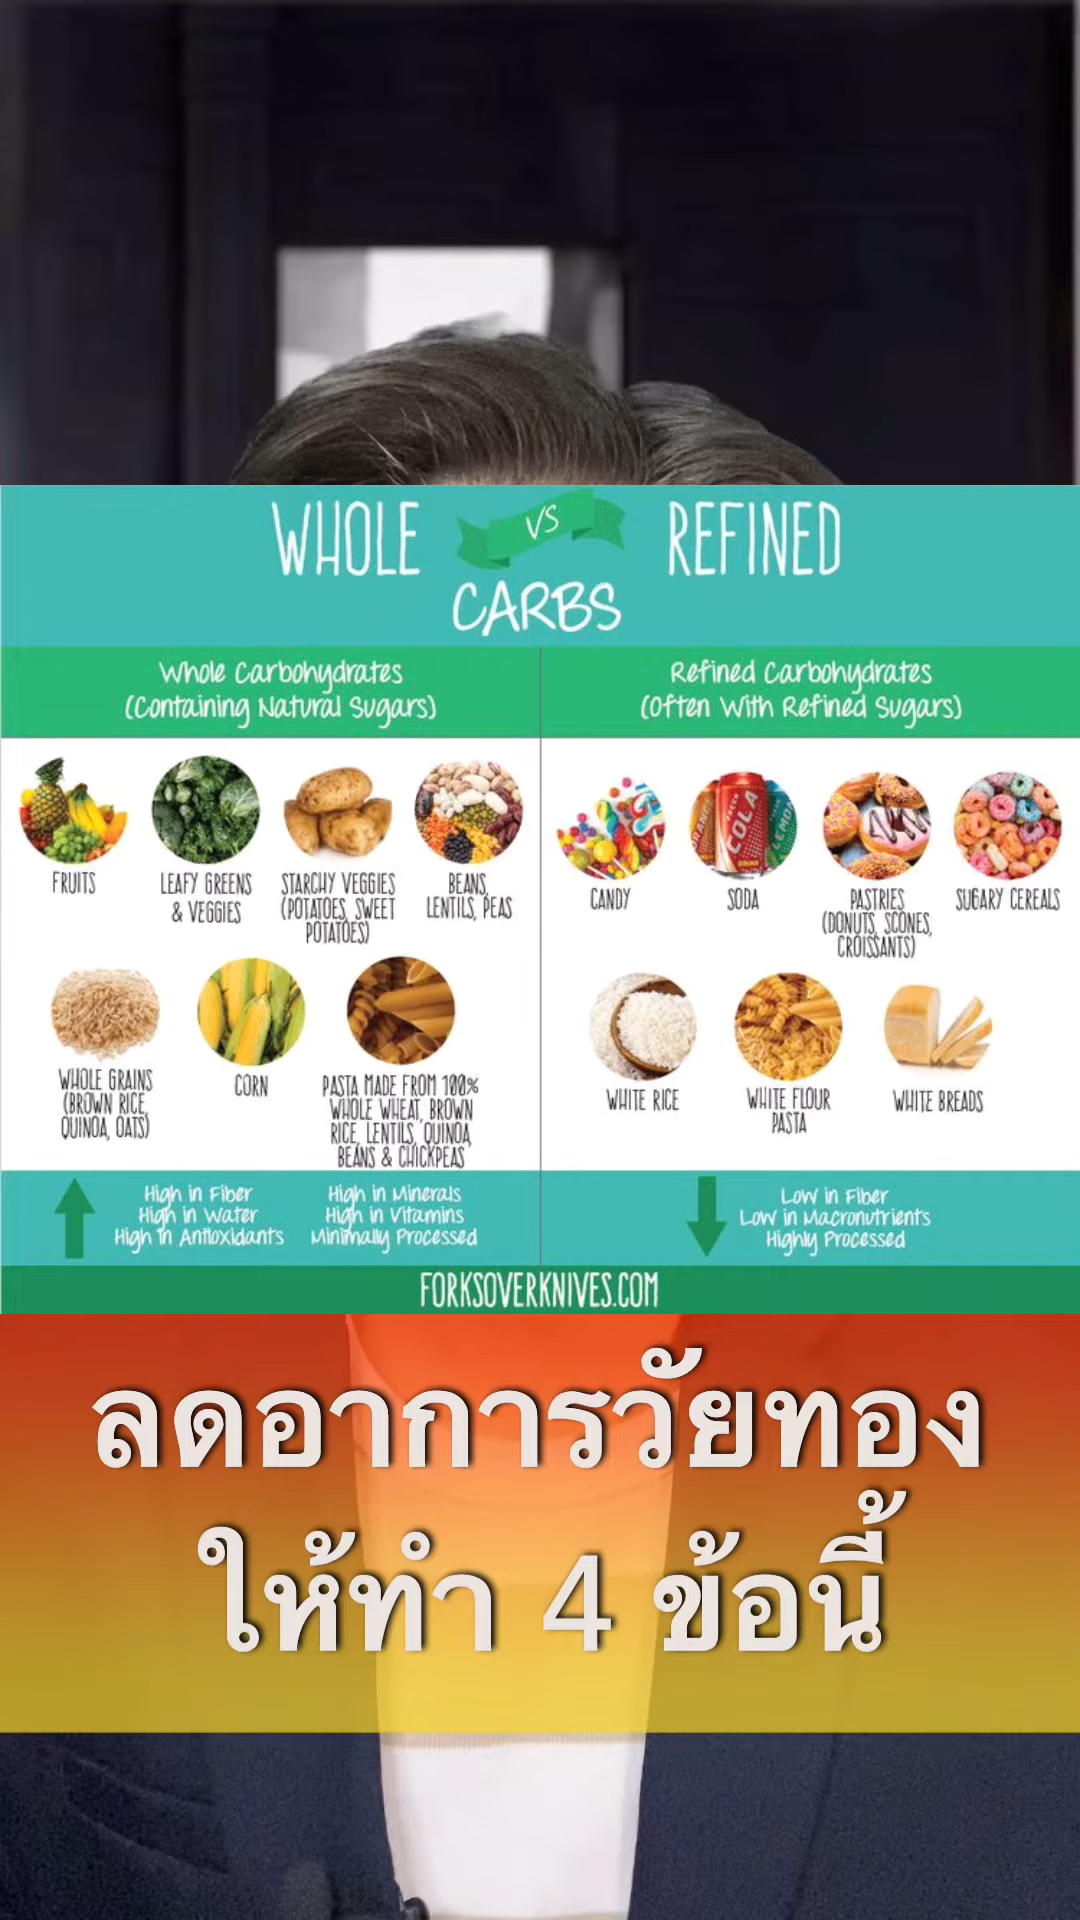 WHOLE VS REFINED
CARBS
Whole Carbohydrates
(Containing Natural Sugars)
Refined Carbohydrates
(Often With Refined Sugars)
FRUITS
LEAFY GREENS
& VEGGIES
STARCHY VEGGIES
(POTATOES, SWEET
POTATOES)
BEANS,
LENTILS, PEAS
WHOLE GRAINS
(BROWN RICE,
QUINOA, OATS)
CORN
PASTA MADE FROM 100%
WHOLE WHEAT, BROWN
RICE, LENTILS, QUINOA,
BEANS & CHICKPEAS
CANDY
COLA
SODA
PASTRIES
(DONUTS, SCONES,
CROISSANTS)
SUGARY CEREALS
WHITE RICE
WHITE FLOUR
PASTA
WHITE BREADS
High in Fiber
High in Water
High in Antioxidants
High in Minerals
High in Vitamins
Minimally Processed
Low in Fiber
Low in Macronutrients
Highly Processed
FORKSOVERKNIVES.COM
ลดอาการวัยทอง
ให้ทำ 4 ข้อนี้